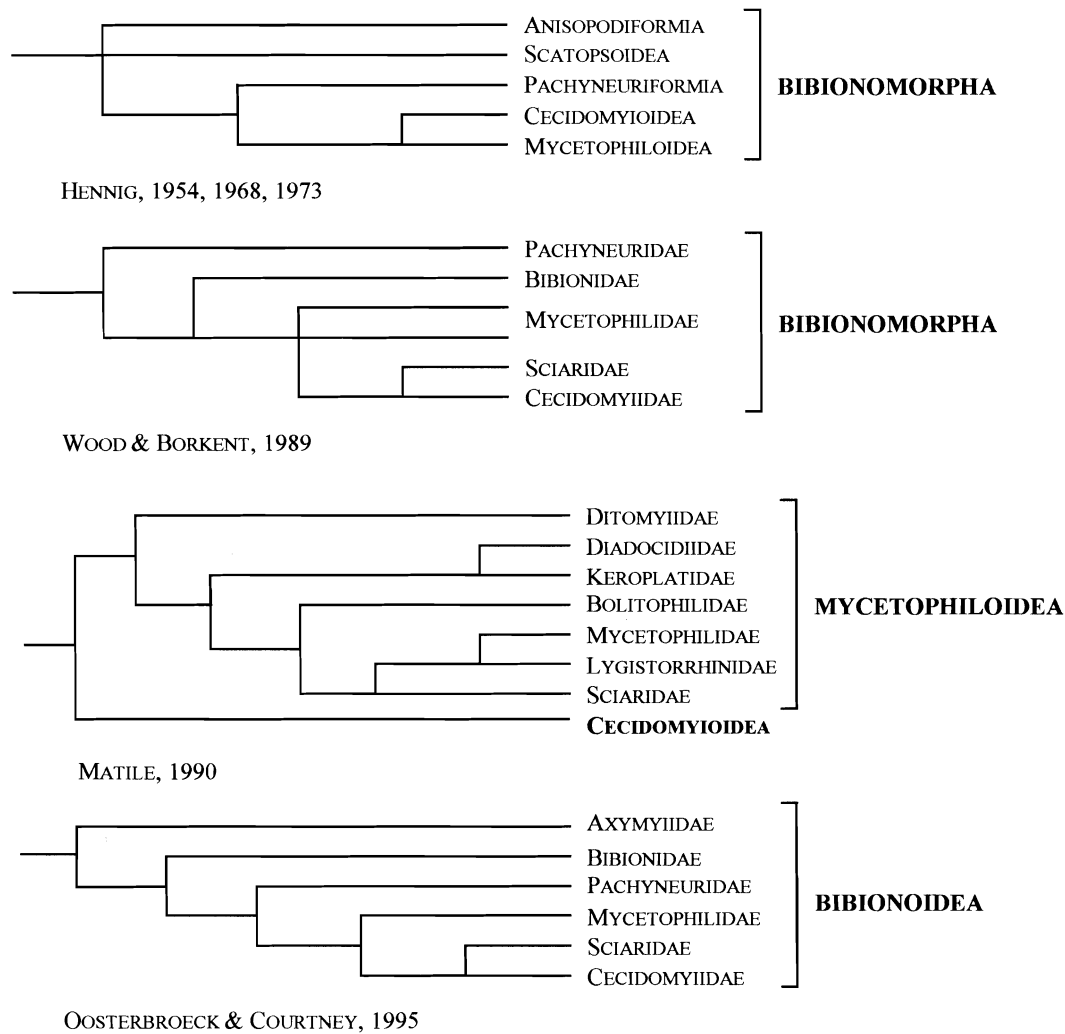 ANISOPODIFORMIA
SCATOPSOIDEA
PACHYNEURIFORMIA
CECIDOMYIOIDEA
MYCETOPHILOIDEA
BIBIONOMORPHA
HENNIG, 1954, 1968, 1973
PACHYNEURIDAE
BIBIONIDAE
MYCETOPHILIDAE
SCIARIDAE
CECIDOMYIIDAE
BIBIONOMORPHA
WOOD & BORKENT, 1989
DITOMYIIDAE
DIADOCIDIIDAE
KEROPLATIDAE
BOLITOPHILIDAE
MYCETOPHILIDAE
LYGISTORRHINIDAE
SCIARIDAE
CECIDOMYIOIDEA
MYCETOPHILOIDEA
MATILE, 1990
AXYMYIIDAE
BIBIONIDAE
PACHYNEURIDAE
MYCETOPHILIDAE
SCIARIDAE
CECIDOMYIIDAE
BIBIONOIDEA
OOSTERBROECK & COURTNEY, 1995